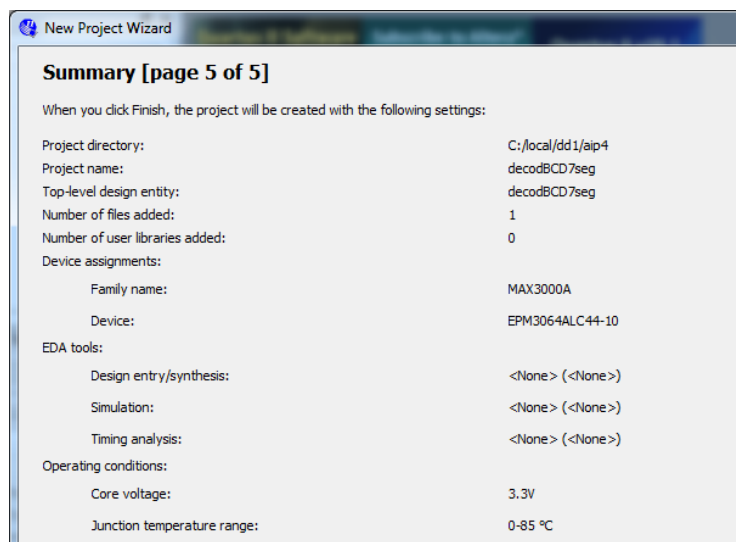 New Project Wizard
Summary [page 5 of 5]
When you click Finish, the project will be created with the following settings:
Project directory: C:/local/dd1/aip4
Project name: decodBCD7seg
Top-level design entity: decodBCD7seg
Number of files added: 1
Number of user libraries added: 0
Device assignments:
Family name: MAX3000A
Device: EPM3064ALC44-10
EDA tools:
Design entry/synthesis: <None> (<None>)
Simulation: <None> (<None>)
Timing analysis: <None> (<None>)
Operating conditions:
Core voltage: 3.3V
Junction temperature range: 0-85 ºC